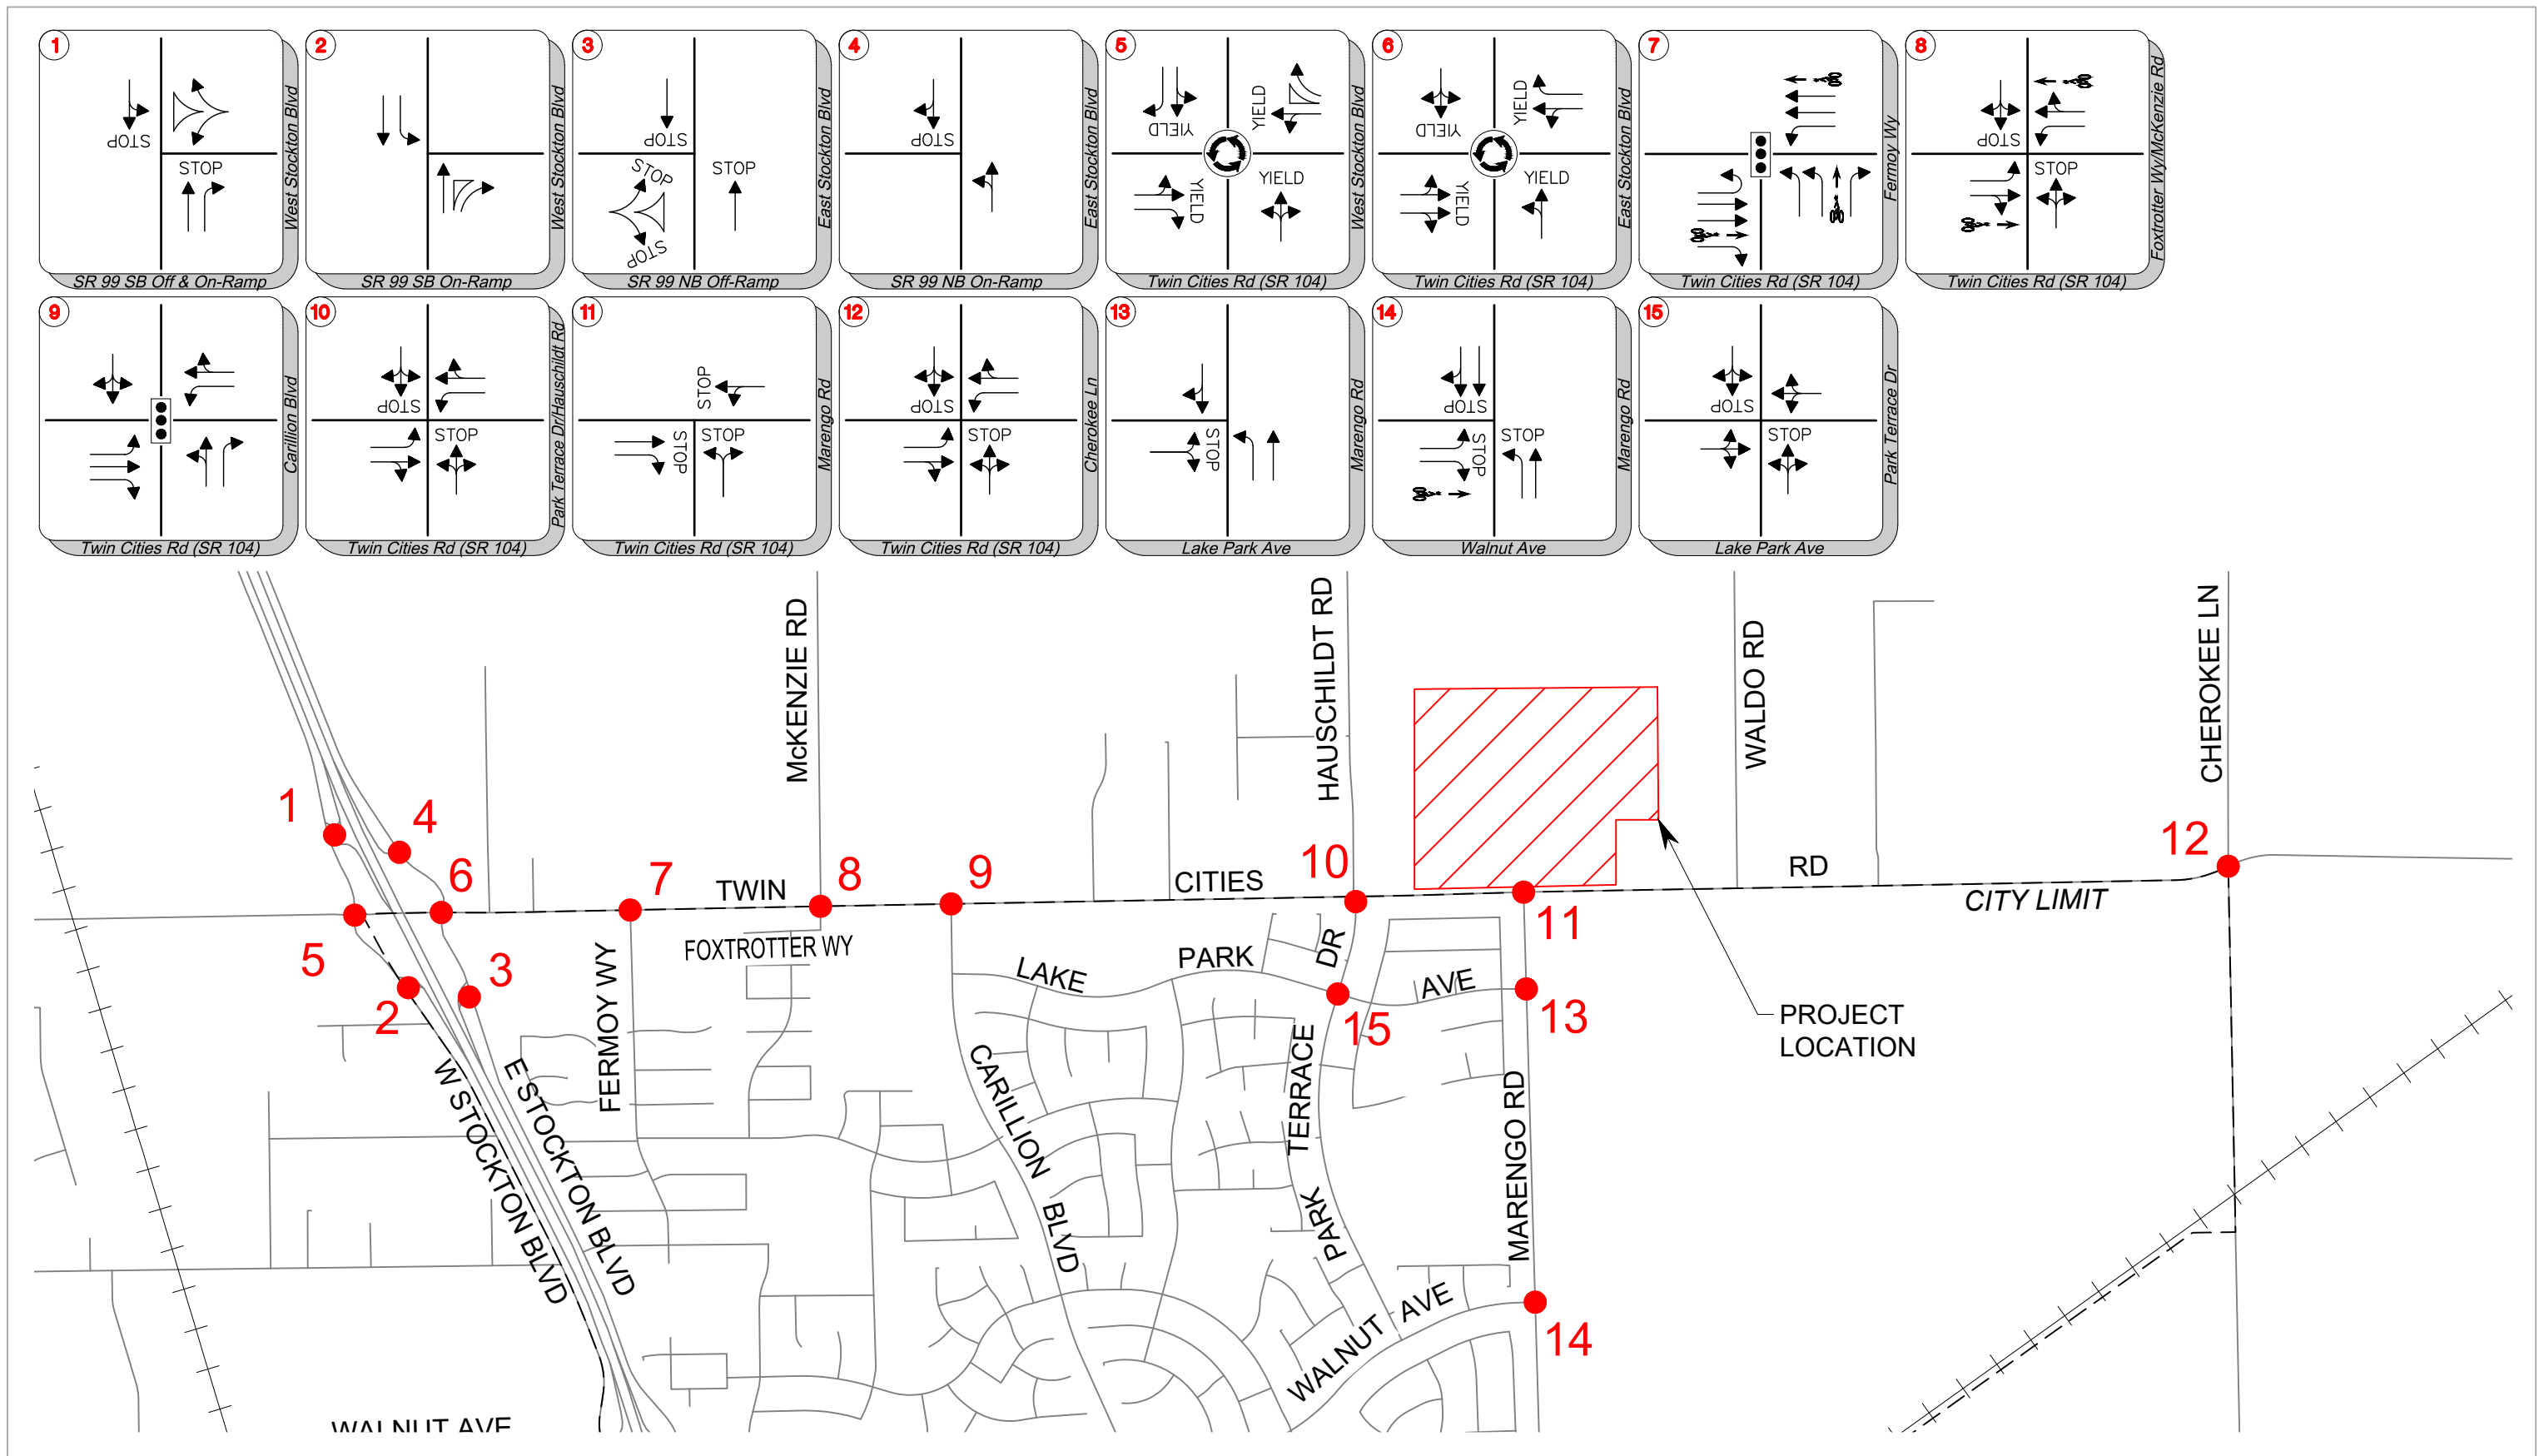 1
STOP
STOP
West Stockton Blvd
SR 99 SB Off & On-Ramp
2
West Stockton Blvd
SR 99 SB On-Ramp
3
STOP
STOP
STOP
STOP
East Stockton Blvd
SR 99 NB Off-Ramp
4
STOP
East Stockton Blvd
SR 99 NB On-Ramp
5
YIELD
YIELD
YIELD
YIELD
West Stockton Blvd
Twin Cities Rd (SR 104)
6
YIELD
YIELD
YIELD
YIELD
East Stockton Blvd
Twin Cities Rd (SR 104)
7
Fermoy Wy
Twin Cities Rd (SR 104)
8
STOP
STOP
Foxtrotter Wy/McKenzie Rd
Twin Cities Rd (SR 104)
9
Carillion Blvd
Twin Cities Rd (SR 104)
10
STOP
STOP
Park Terrace Dr/Hauschildt Rd
Twin Cities Rd (SR 104)
11
STOP
STOP
STOP
Marengo Rd
Twin Cities Rd (SR 104)
12
STOP
STOP
Cherokee Ln
Twin Cities Rd (SR 104)
13
STOP
Marengo Rd
Lake Park Ave
14
STOP
STOP
STOP
Marengo Rd
Walnut Ave
15
STOP
STOP
Park Terrace Dr
Lake Park Ave
McKENZIE RD
HAUSCHILDT RD
WALDO RD
CHEROKEE LN
1
4
6
7
TWIN
8
9
CITIES
10
RD
12
CITY LIMIT
5
2
3
FERMOY WY
FOXTROTTER WY
LAKE
PARK
DR
AVE
11
13
15
PROJECT
LOCATION
W STOCKTON BLVD
E STOCKTON BLVD
CARILLION BLVD
PARK TERRACE
MARENGO RD
WALNUT AVE
14
WALNUT AVE